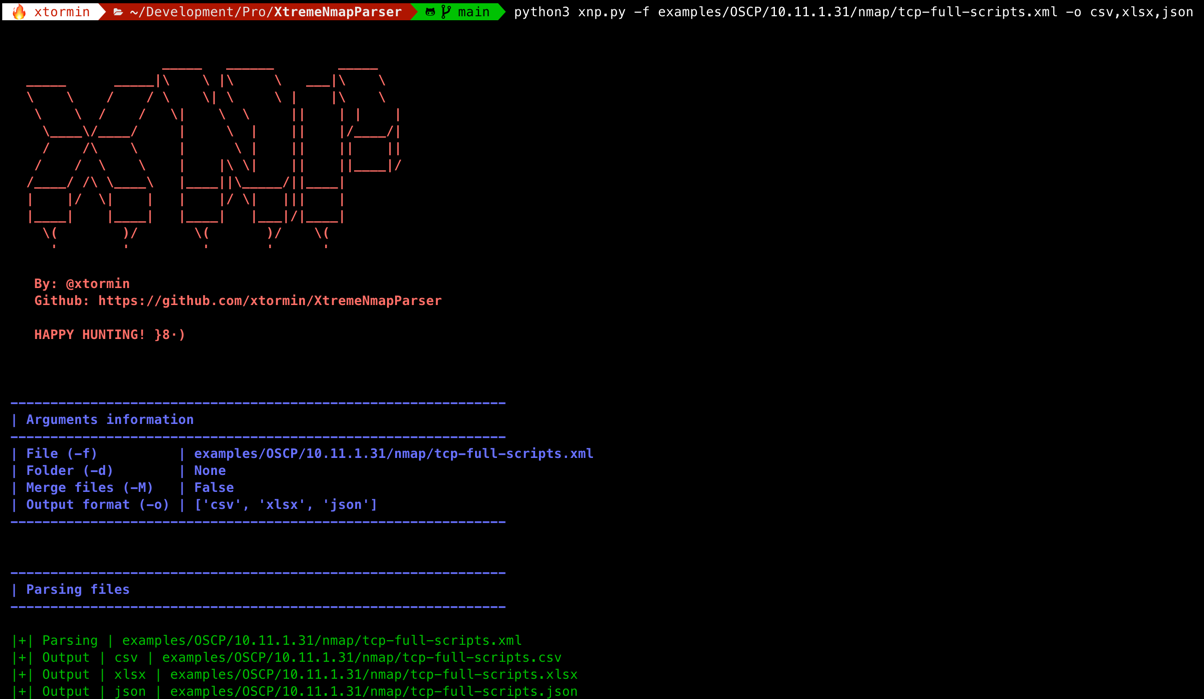 xtormin ~/Development/Pro/XtremeNmapParser main python3 xnp.py -f examples/OSCP/10.11.1.31/nmap/tcp-full-scripts.xml -o csv,xlsx,json
XNP
By: @xtormin
Github: https://github.com/xtormin/XtremeNmapParser
HAPPY HUNTING! }8·)
| Arguments information
| File (-f) | examples/OSCP/10.11.1.31/nmap/tcp-full-scripts.xml
| Folder (-d) | None
| Merge files (-M) | False
| Output format (-o) | ['csv', 'xlsx', 'json']
| Parsing files
|+| Parsing | examples/OSCP/10.11.1.31/nmap/tcp-full-scripts.xml
|+| Output | csv | examples/OSCP/10.11.1.31/nmap/tcp-full-scripts.csv
|+| Output | xlsx | examples/OSCP/10.11.1.31/nmap/tcp-full-scripts.xlsx
|+| Output | json | examples/OSCP/10.11.1.31/nmap/tcp-full-scripts.json